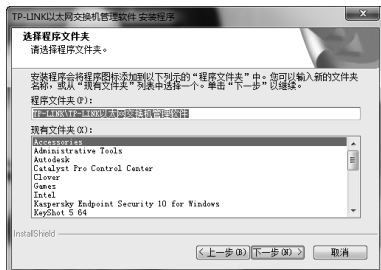 TP-LINK以太网交换机管理软件 安装程序
选择程序文件夹
请选择程序文件夹。
安装程序会将程序图标添加到以下列示的“程序文件夹”中。您可以输入新的文件夹
名称，或从“现有文件夹”列表中选择一个。单击“下一步”以继续。
程序文件夹(P)：
TP-LINK\TP-LINK以太网交换机管理软件
现有文件夹(X)：
Accessories
Administrative Tools
Autodesk
Catalyst Pro Control Center
Clover
Games
Intel
Kaspersky Endpoint Security 10 for Windows
KeyShot 5 64
InstallShield
< 上一步(B)
下一步(N) >
取消